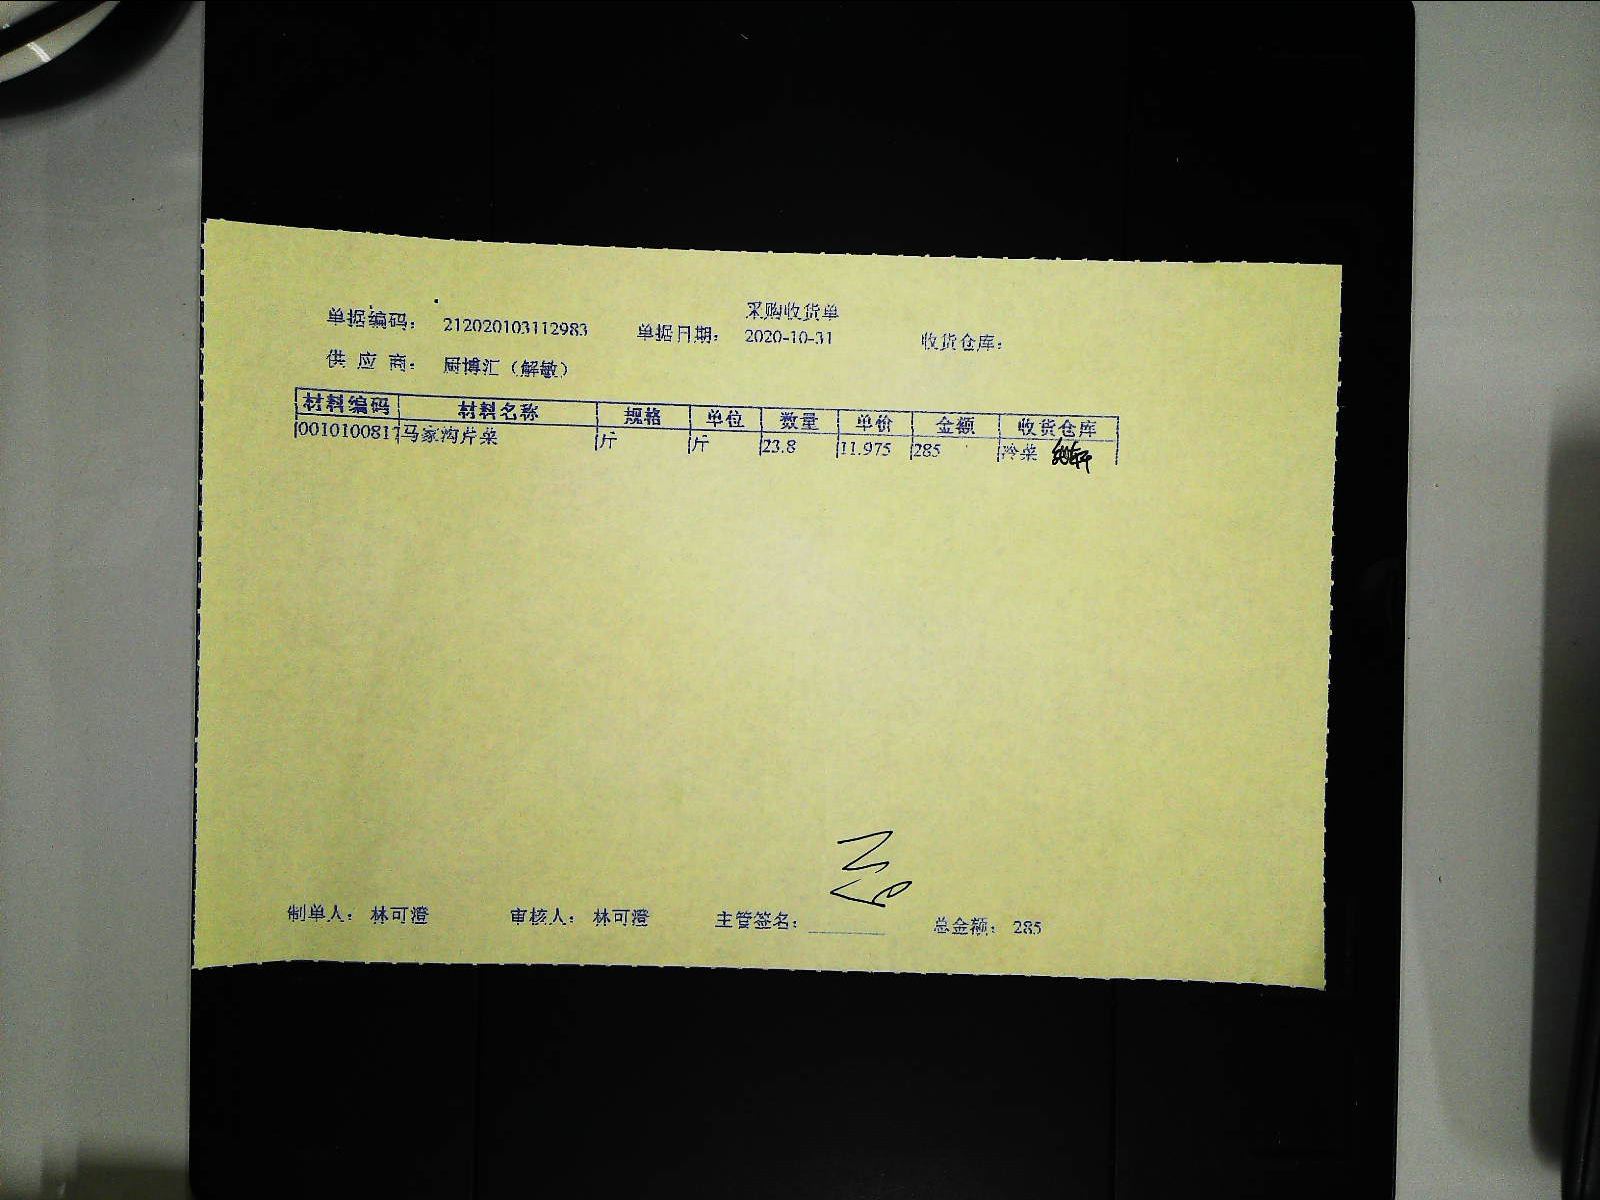 采购收货单
单据编码： 212020103112983 单据日期： 2020-10-31 收货仓库：
供 应 商： 厨博汇（解敏）
材料编码 材料名称 规格 单位 数量 单价 金额 收货仓库
0010100817 马家沟芹菜 斤 斤 23.8 11.975 285 冷菜
制单人： 林可澄 审核人： 林可澄 主管签名： 总金额： 285